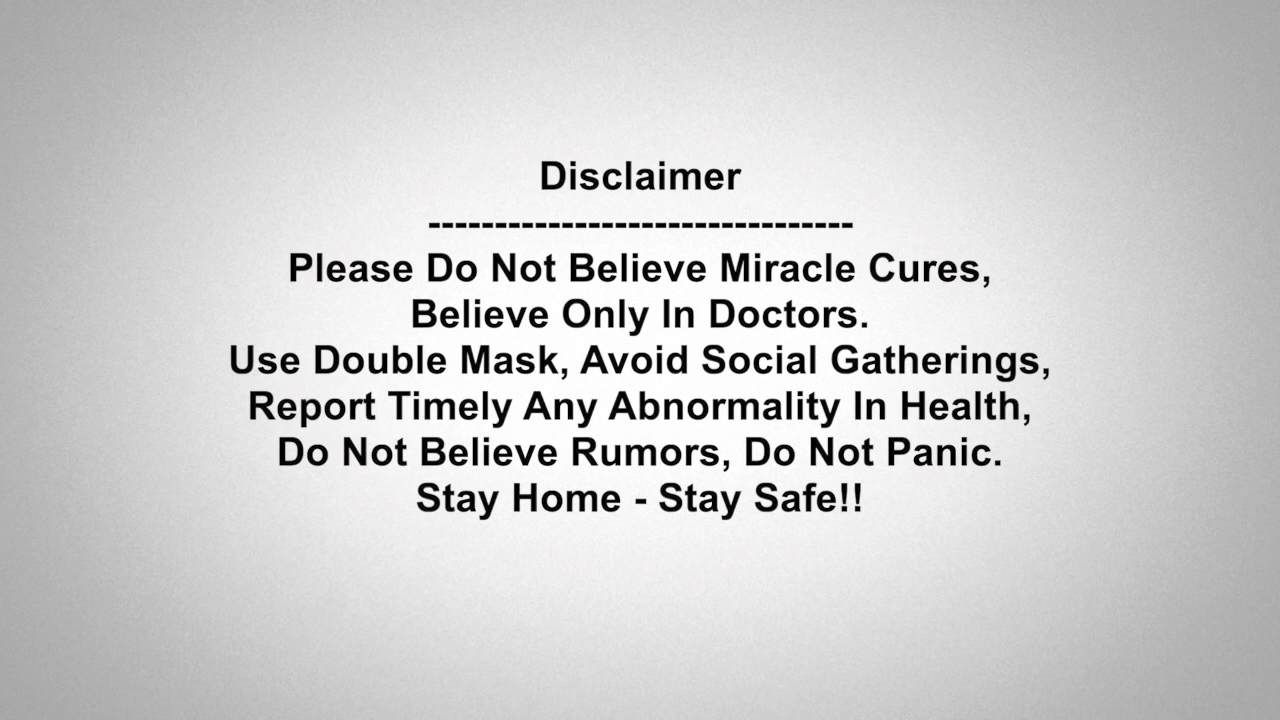 Disclaimer
--------------------------------
Please Do Not Believe Miracle Cures,
Believe Only In Doctors.
Use Double Mask, Avoid Social Gatherings,
Report Timely Any Abnormality In Health,
Do Not Believe Rumors, Do Not Panic.
Stay Home - Stay Safe!!